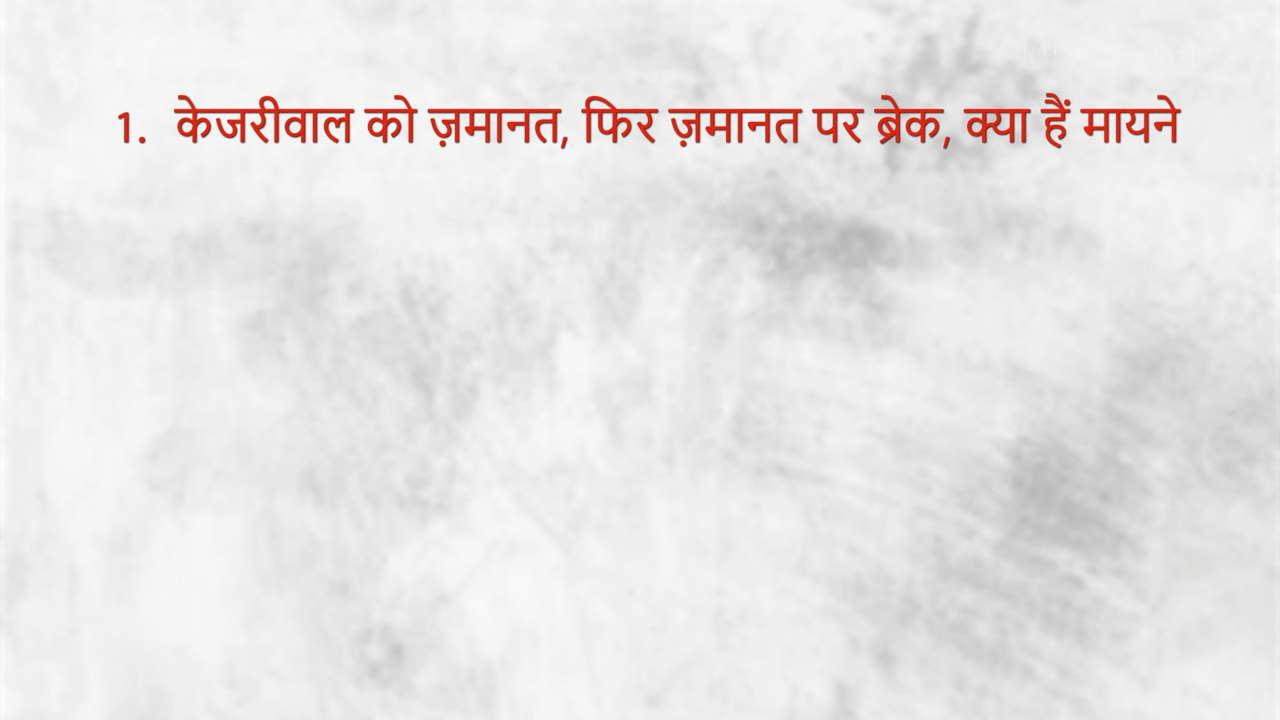 1. केजरीवाल को ज़मानत, फिर ज़मानत पर ब्रेक, क्या हैं मायने